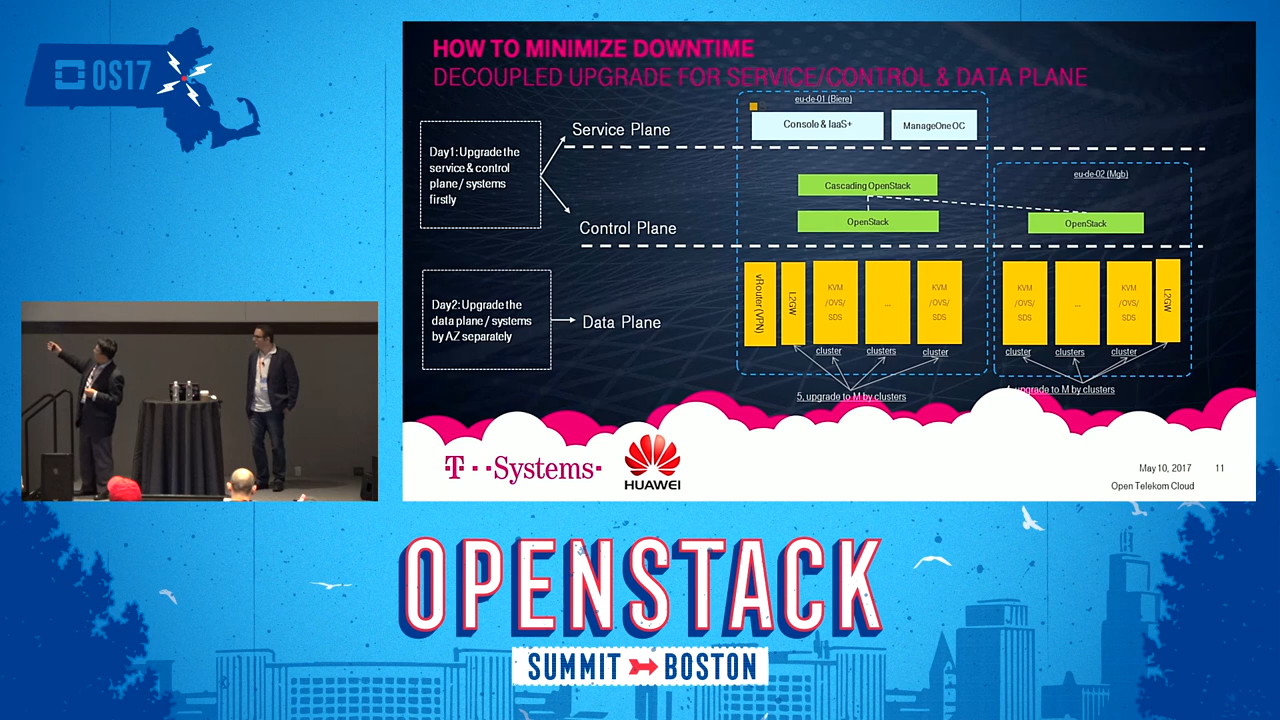 OS17
HOW TO MINIMIZE DOWNTIME
DECOUPLED UPGRADE FOR SERVICE/CONTROL & DATA PLANE
eu-de-01 (Biere)
Service Plane
Console & IaaS+
ManageOne OC
Day1: Upgrade the
service & control
plane / systems
firstly
eu-de-02 (Mgb)
Cascading OpenStack
Control Plane
OpenStack
OpenStack
Day2: Upgrade the
data plane / systems
by AZ separately
Data Plane
vRouter (VPN)
L2GW
KVM
/OVS/
SDS
...
KVM
/OVS/
SDS
KVM
/OVS/
SDS
...
KVM
/OVS/
SDS
L2GW
cluster
clusters
cluster
cluster
clusters
cluster
5, upgrade to M by clusters
upgrade to M by clusters
T··Systems·
HUAWEI
May 10, 2017
11
Open Telekom Cloud
OPENSTACK
SUMMIT BOSTON